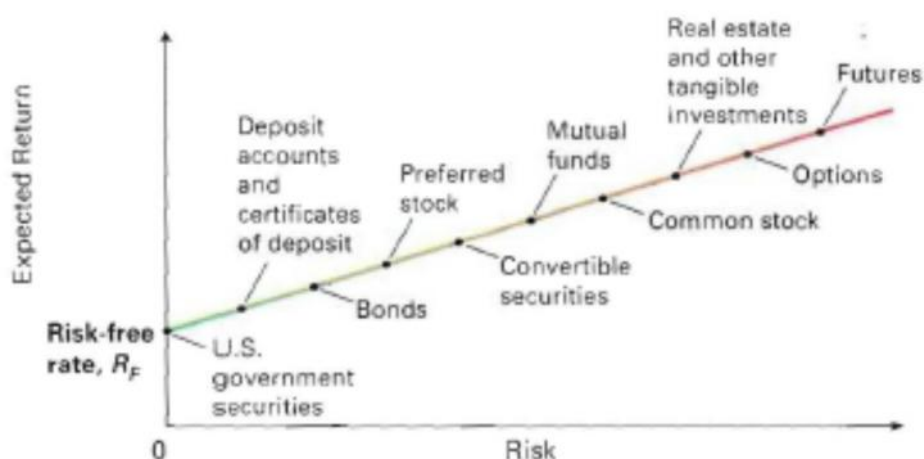 Expected Return
Real estate
and other
tangible
investments
Futures
Deposit
accounts
and
certificates
of deposit
Mutual
funds
Preferred
stock
Options
Common stock
Convertible
securities
Bonds
Risk-free
rate, R_F
U.S.
government
securities
0
Risk